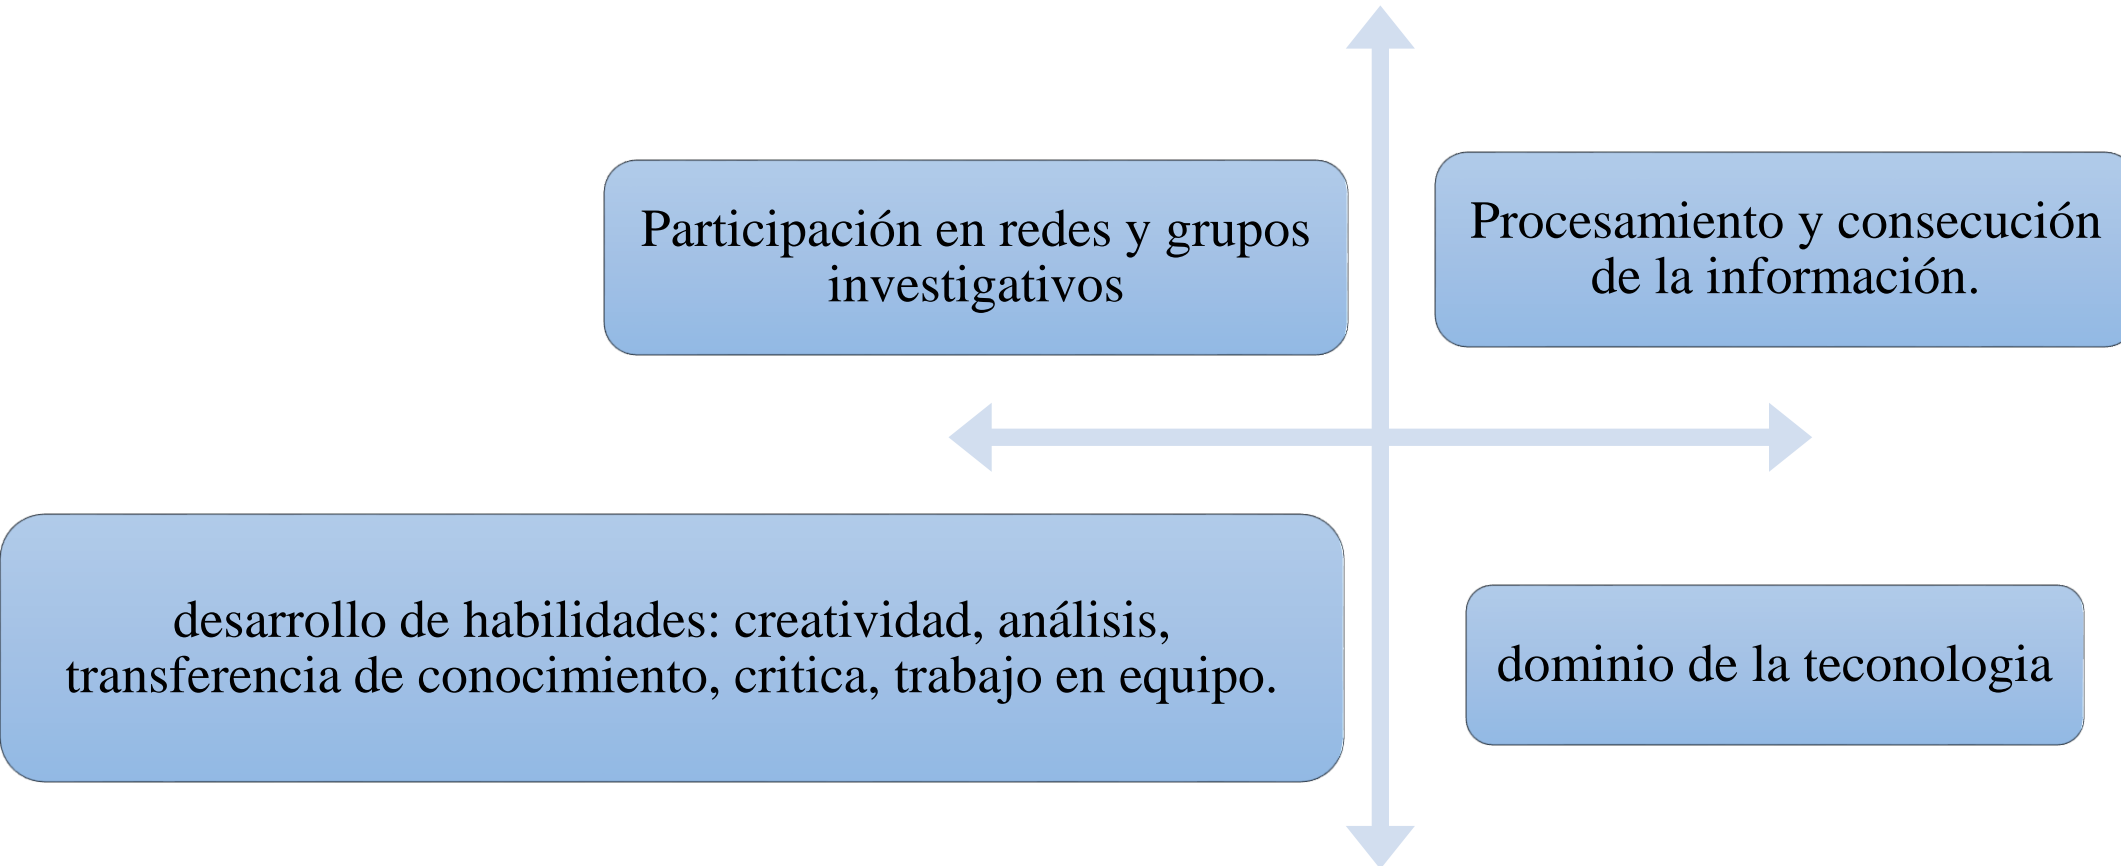 Participación en redes y grupos
investigativos
Procesamiento y consecución
de la información.
desarrollo de habilidades: creatividad, análisis,
transferencia de conocimiento, critica, trabajo en equipo.
dominio de la teconologia